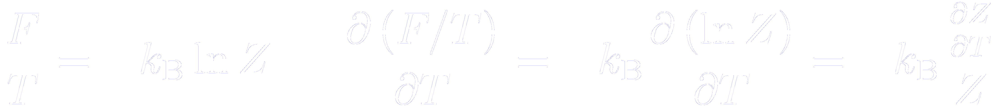 F/T = k_B ln Z ∂(F/T)/∂T = k_B ∂(ln Z)/∂T = k_B (∂Z/∂T)/Z